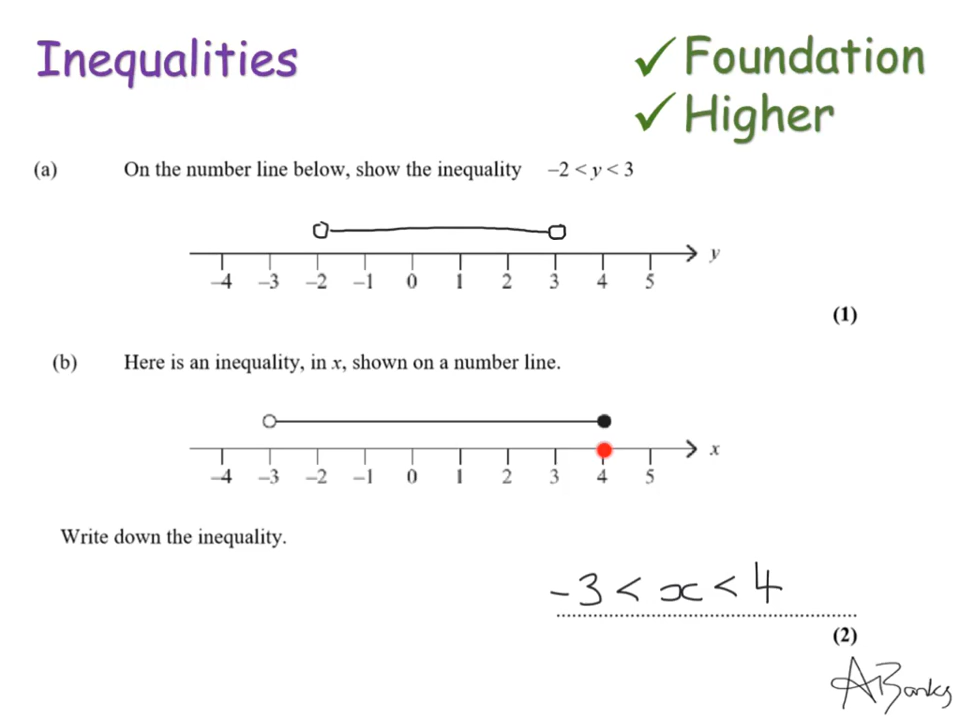 Inequalities
✓ Foundation
✓ Higher
(a) On the number line below, show the inequality –2 < y < 3
–4 –3 –2 –1 0 1 2 3 4 5 y
(1)
(b) Here is an inequality, in x, shown on a number line.
–4 –3 –2 –1 0 1 2 3 4 5 x
Write down the inequality.
-3 < x < 4
(2)
ABanks